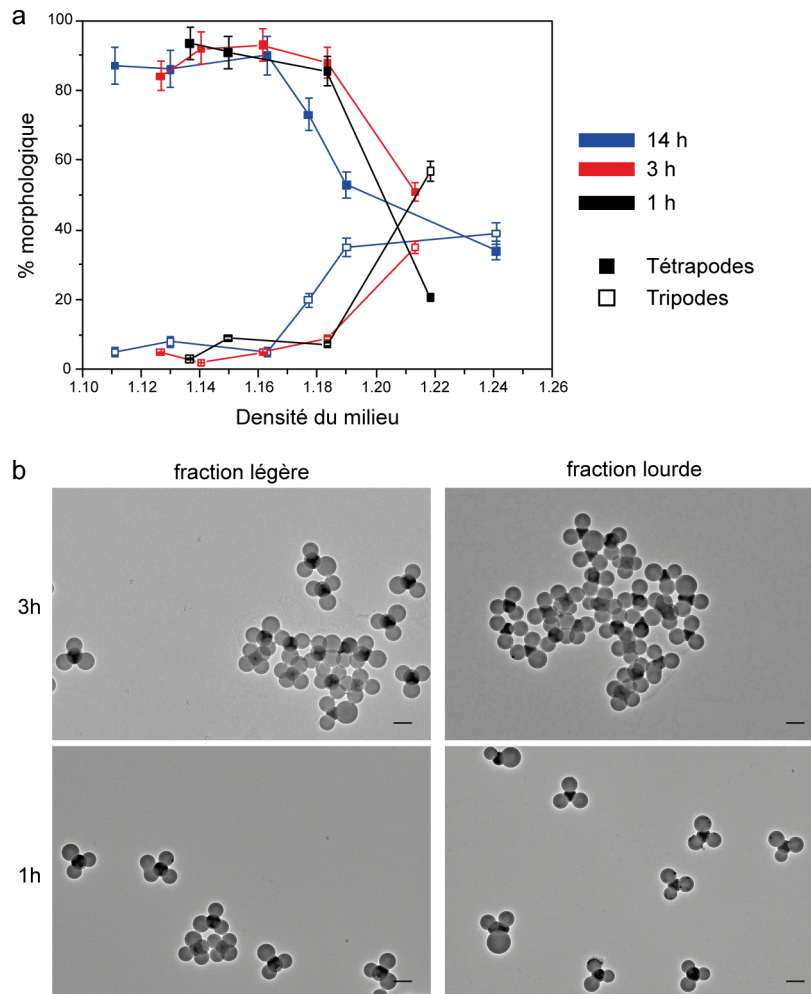 a
100
80
60
40
20
0
% morphologique
1.10 1.12 1.14 1.16 1.18 1.20 1.22 1.24 1.26
Densité du milieu
14 h
3 h
1 h
Tétrapodes
Tripodes
b
fraction légère
fraction lourde
3h
1h